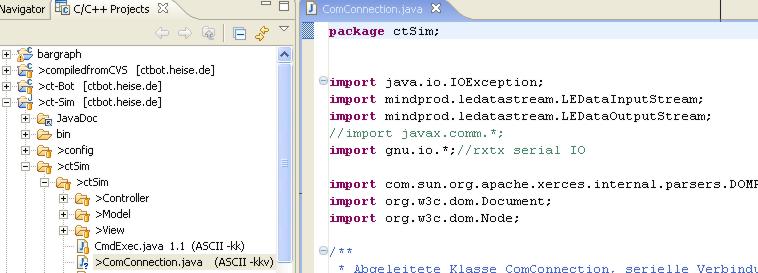 Navigator
C/C++ Projects
bargraph
>compiledfromCVS [ctbot.heise.de]
>ct-Bot [ctbot.heise.de]
>ct-Sim [ctbot.heise.de]
JavaDoc
bin
>config
>ctSim
>ctSim
>Controller
>Model
>View
CmdExec.java 1.1 (ASCII -kk)
>ComConnection.java (ASCII -kkv)
ComConnection.java
package ctSim;
import java.io.IOException;
import mindprod.ledatastream.LEDataInputStream;
import mindprod.ledatastream.LEDataOutputStream;
//import javax.comm.*;
import gnu.io.*;//rxtx serial IO
import com.sun.org.apache.xerces.internal.parsers.DOMP
import org.w3c.dom.Document;
import org.w3c.dom.Node;
/**
* Abgeleitete Klasse ComConnection, serielle Verbindu